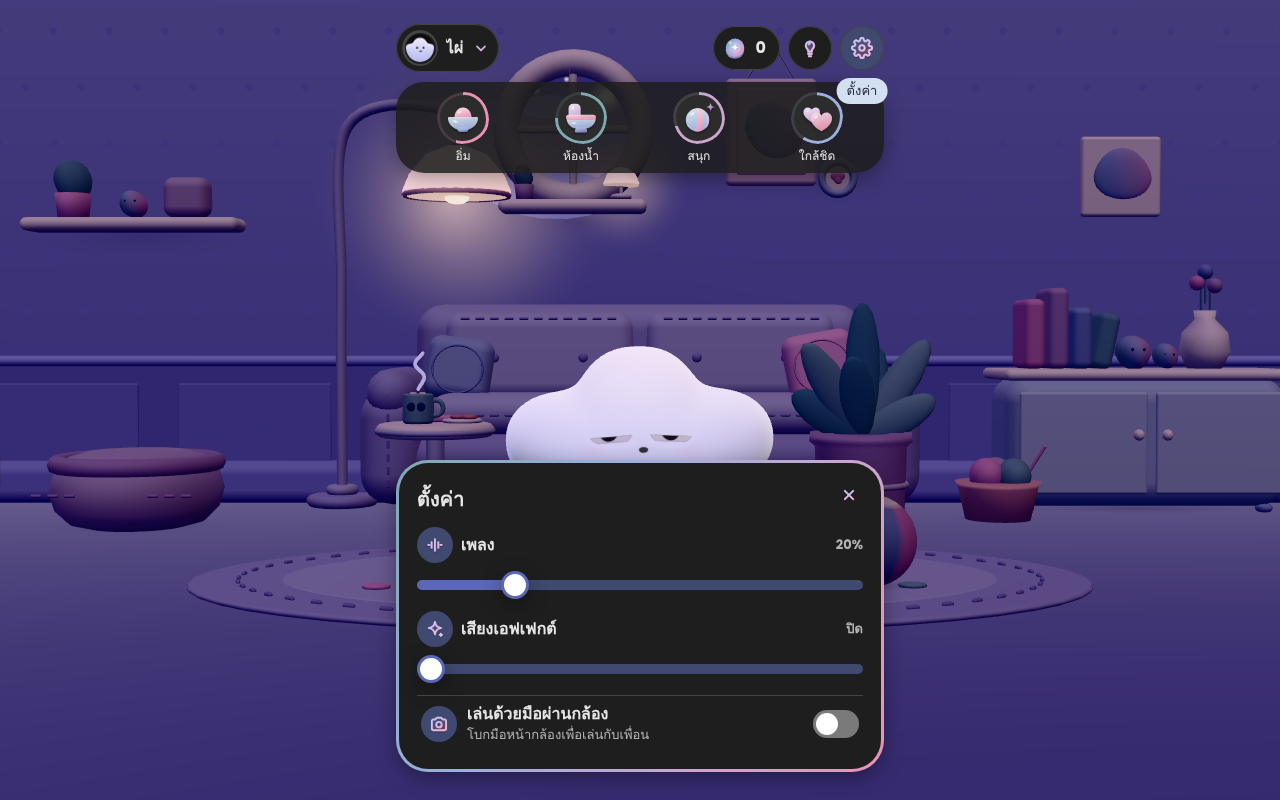 ไผ่
0
ตั้งค่า
อิ่ม
ห้องน้ำ
สนุก
ใกล้ชิด
ตั้งค่า
เพลง
20%
เสียงเอฟเฟกต์
ปิด
เล่นด้วยมือผ่านกล้อง
โบกมือหน้ากล้องเพื่อเล่นกับเพื่อน